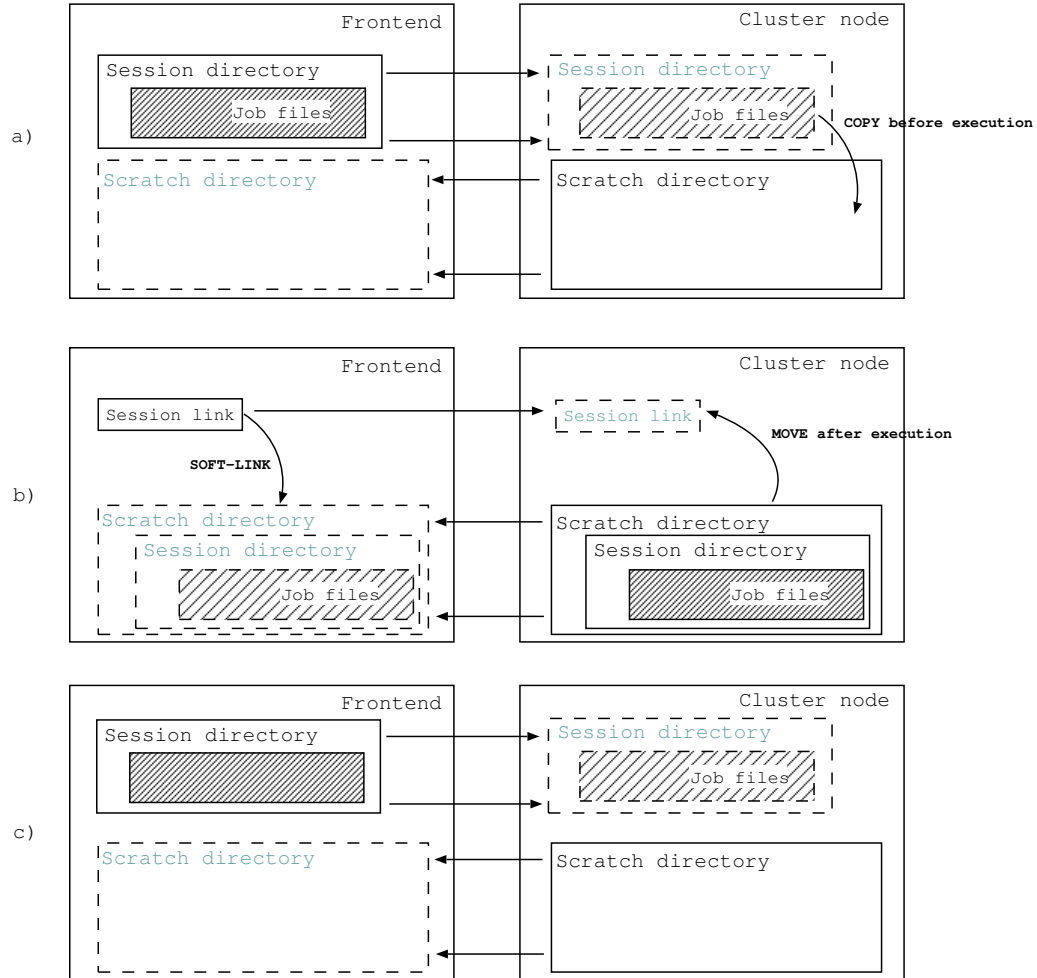 Frontend
Cluster node
Session directory
Session directory
Job files
Job files
a)
COPY before execution
Scratch directory
Scratch directory
Frontend
Cluster node
Session link
Session link
MOVE after execution
SOFT-LINK
b)
Scratch directory
Scratch directory
Session directory
Session directory
Job files
Job files
Frontend
Cluster node
Session directory
Session directory
Job files
c)
Scratch directory
Scratch directory